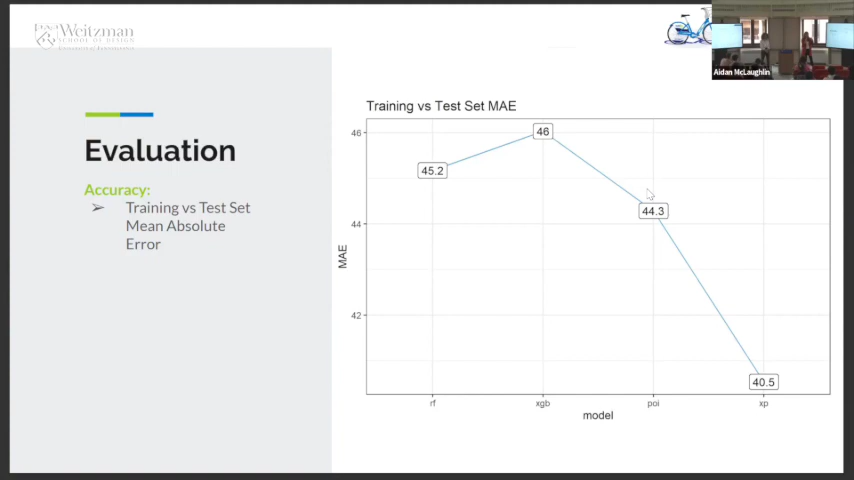 Weitzman
SCHOOL OF DESIGN
Aidan McLaughlin
Evaluation
Accuracy:
➢ Training vs Test Set
Mean Absolute
Error
Training vs Test Set MAE
46
44
42
MAE
45.2
46
44.3
40.5
rf xgb poi xp
model